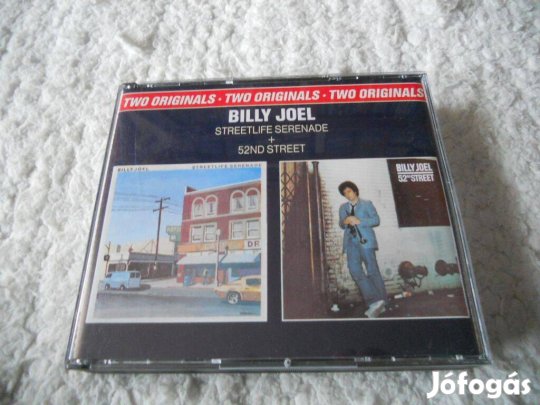 TWO ORIGINALS · TWO ORIGINALS · TWO ORIGINALS
BILLY JOEL
STREETLIFE SERENADE
+
52ND STREET
BILLY JOEL STREETLIFE SERENADE
DR
BILLY JOEL
52ND STREET
Jófogás